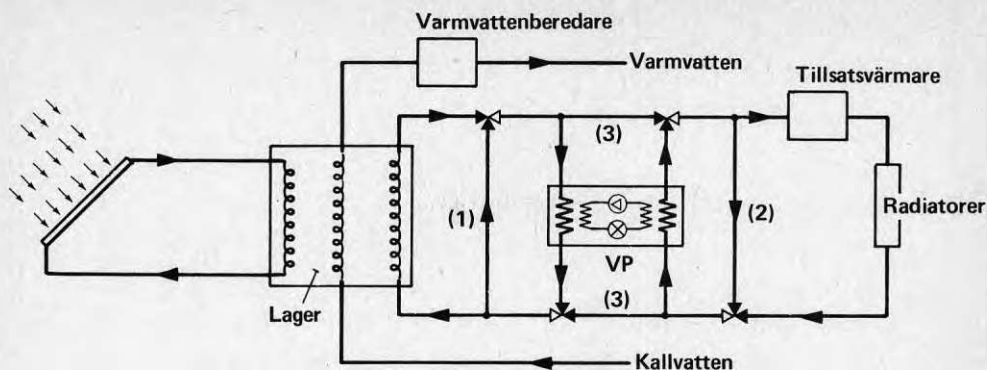 Varmvattenberedare
Varmvatten
Tillsatsvärmare
(3)
(1)
(2)
Radiatorer
VP
(3)
Lager
Kallvatten